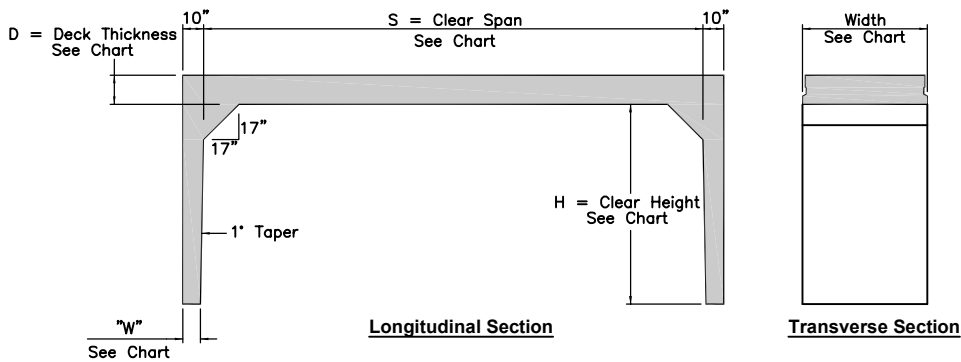 10" S = Clear Span 10"
See Chart
D = Deck Thickness
See Chart
17"
17"
H = Clear Height
See Chart
1° Taper
"W"
See Chart
Longitudinal Section
Width
See Chart
Transverse Section